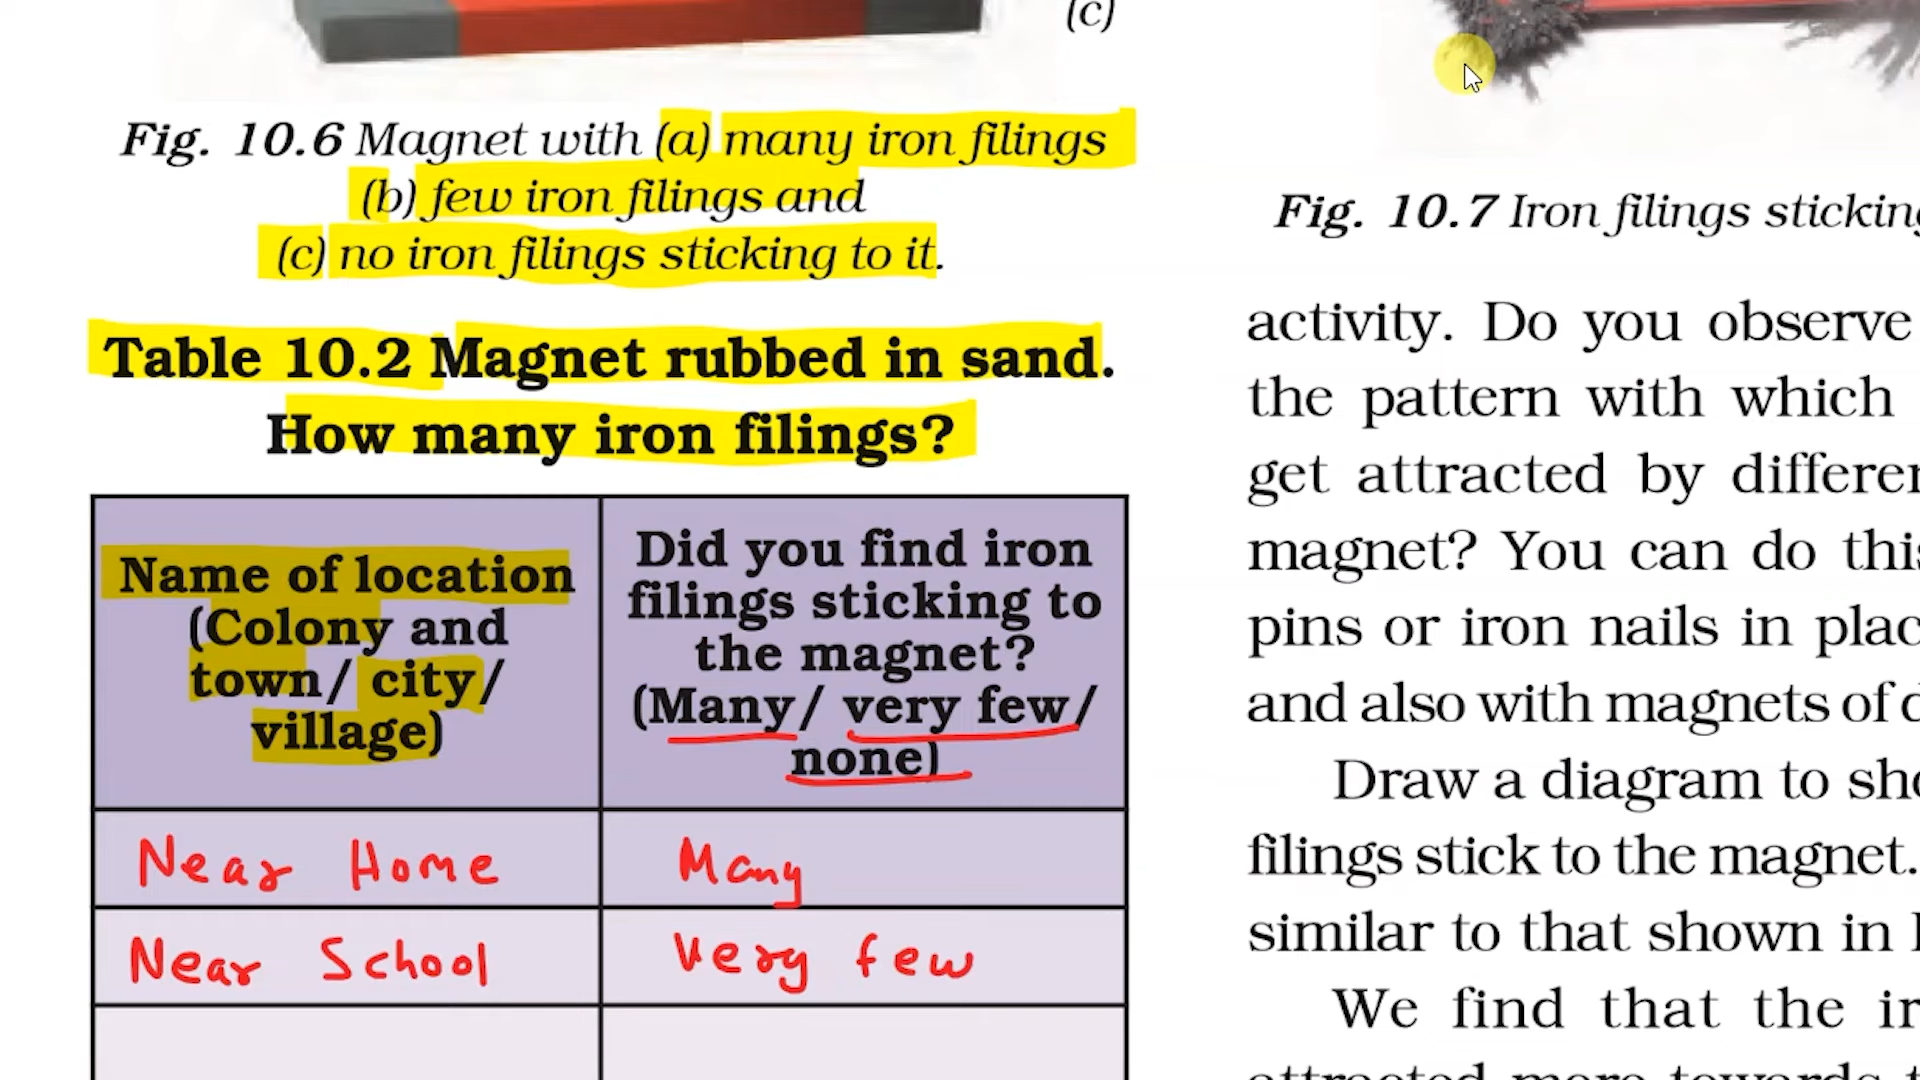 (c)
Fig. 10.6 Magnet with (a) many iron filings
(b) few iron filings and
(c) no iron filings sticking to it.
Table 10.2 Magnet rubbed in sand.
How many iron filings?
Name of location
(Colony and
town/ city/
village)
Did you find iron
filings sticking to
the magnet?
(Many/ very few/
none)
Near Home
Many
Near School
Very few
Fig. 10.7 Iron filings
activity. Do you observe
the pattern with which
get attracted by
magnet? You can do
pins or iron nails in
and also with magnets of
Draw a diagram to
filings stick to the magnet.
similar to that shown in
We find that the